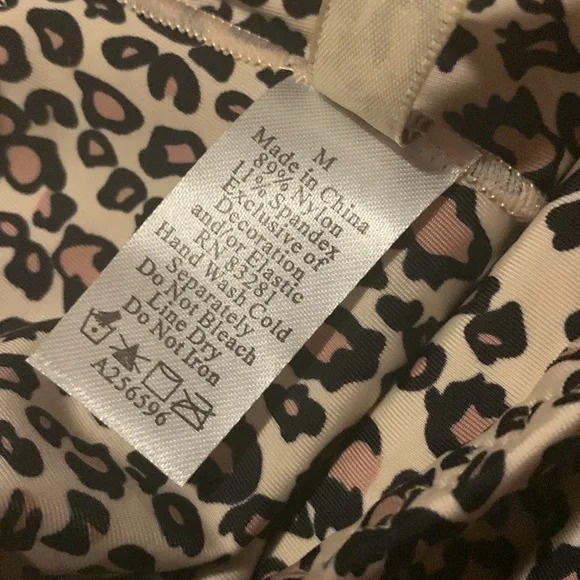 M
Made in China
89% Nylon
11% Spandex
Exclusive of
Decoration
and/or Elastic
RN 83281
Hand Wash Cold
Separately
Do Not Bleach
Line Dry
Do Not Iron
A256596